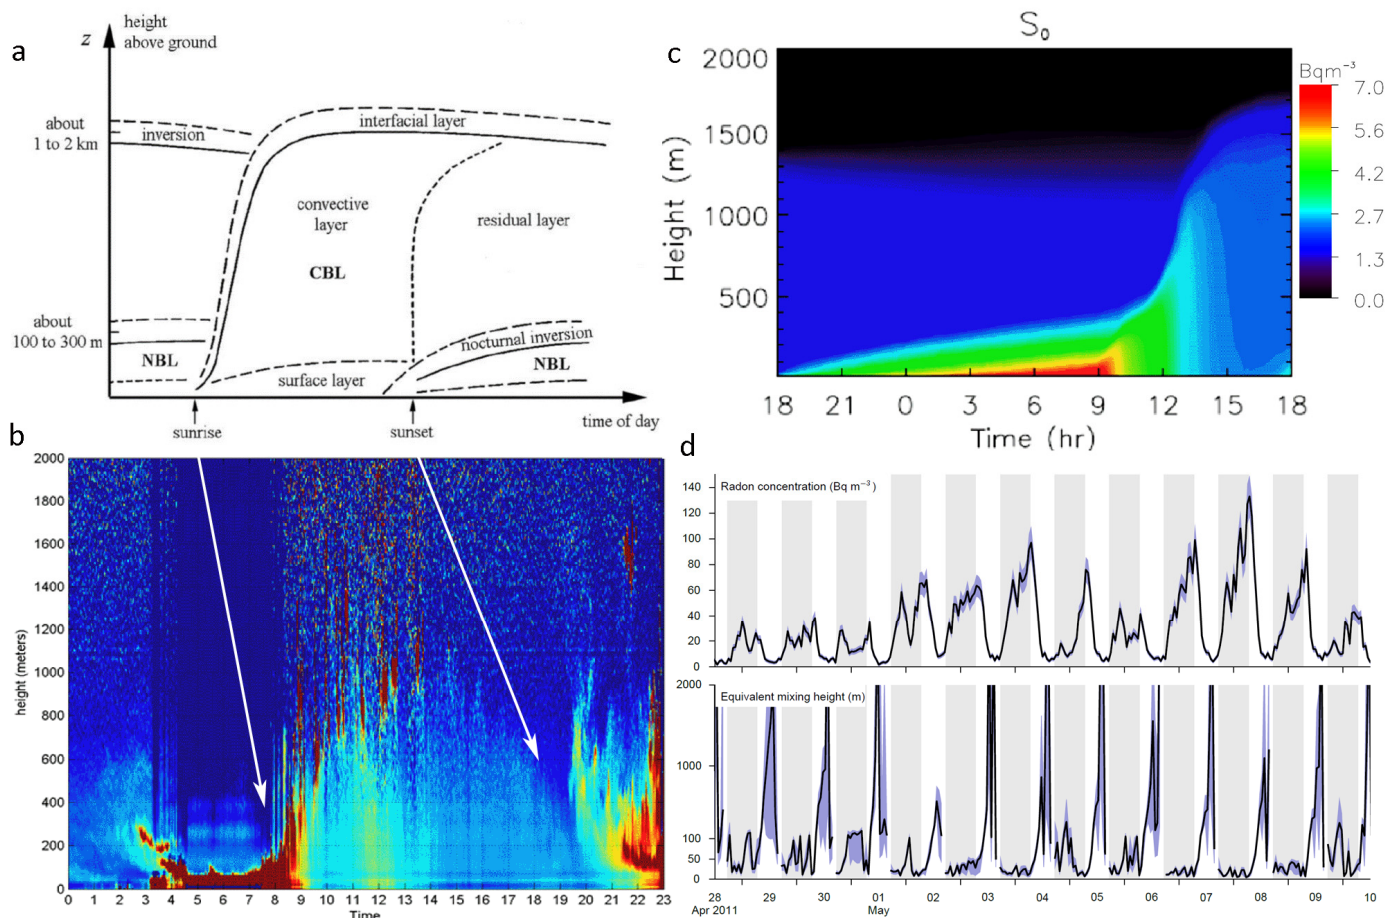 a
z
height
above ground
about
1 to 2 km
inversion
interfacial layer
convective
layer
CBL
residual layer
about
100 to 300 m
NBL
surface layer
nocturnal inversion
NBL
time of day
sunrise
sunset
b
2000
1800
1600
1400
1200
1000
800
600
400
200
0
height (meters)
0 1 2 3 4 5 6 7 8 9 10 11 12 13 14 15 16 17 18 19 20 21 22 23
Time
c
S₀
2000
1500
1000
500
Height (m)
18 21 0 3 6 9 12 15 18
Time (hr)
Bqm⁻³
7.0
5.6
4.2
2.7
1.3
0.0
d
Radon concentration (Bq m⁻³)
140
120
100
80
60
40
20
0
Equivalent mixing height (m)
2000
1000
100
50
0
28 29 30 01 02 03 04 05 06 07 08 09 10
Apr 2011 May